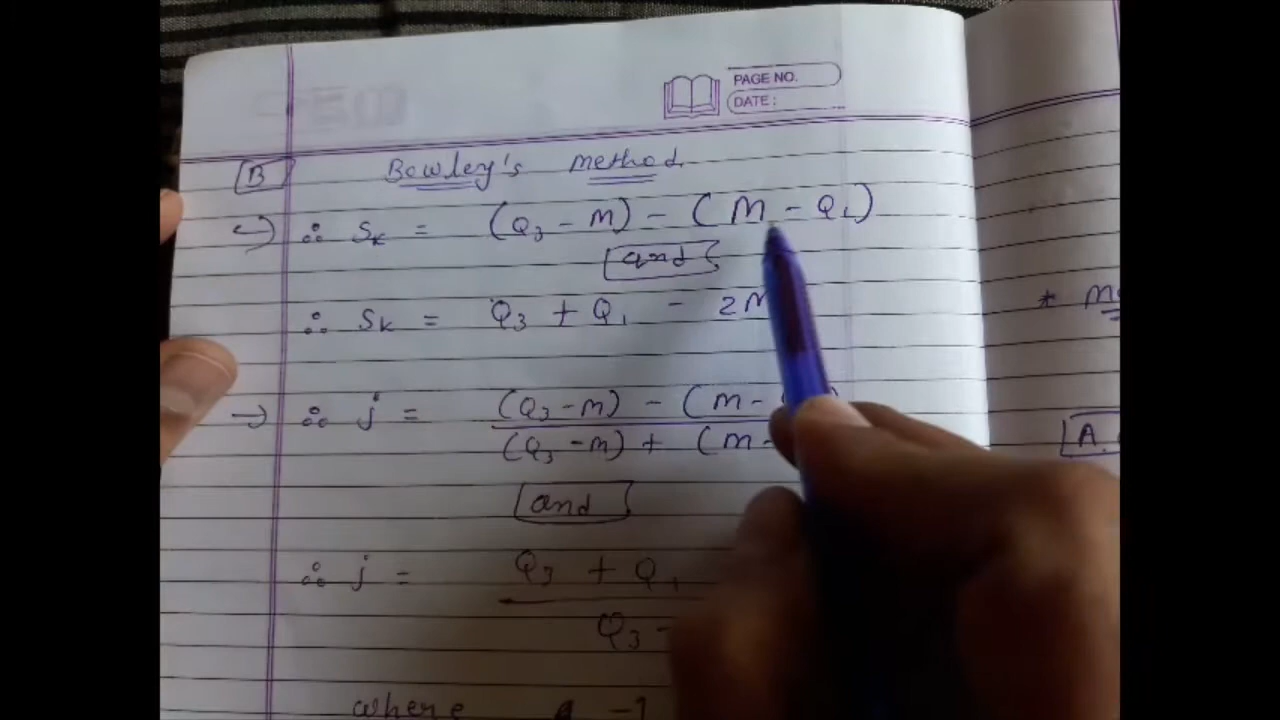 PAGE NO.
DATE :
B Bowley's method
→ ∴ Sk = (Q3 - M) - (M - Q1)
and
∴ Sk = Q3 + Q1 - 2M
* M
→ ∴ j = (Q3 - M) - (M -
(Q3 - M) + (M -
A.
and
∴ j = Q3 + Q1
Q3 -
where